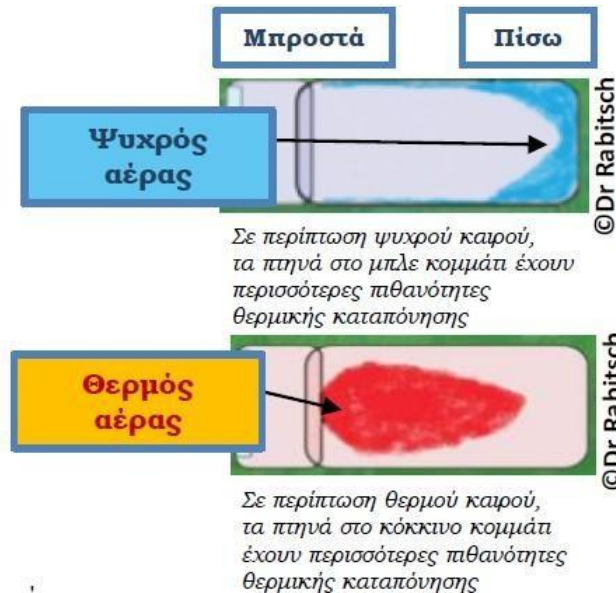 Μπροστά
Πίσω
Ψυχρός
αέρας
©Dr Rabitsch
Σε περίπτωση ψυχρού καιρού,
τα πτηνά στο μπλε κομμάτι έχουν
περισσότερες πιθανότητες
θερμικής καταπόνησης
Θερμός
αέρας
©Dr Rabitsch
Σε περίπτωση θερμού καιρού,
τα πτηνά στο κόκκινο κομμάτι
έχουν περισσότερες πιθανότητες
θερμικής καταπόνησης